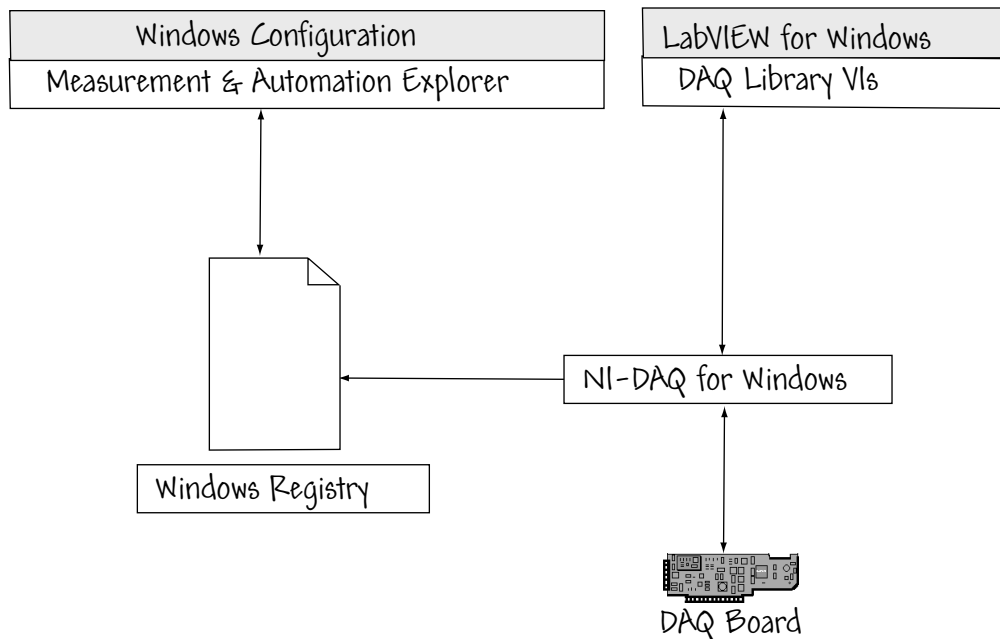 Windows Configuration
Measurement & Automation Explorer
LabVIEW for Windows
DAQ Library VIs
NI-DAQ for Windows
Windows Registry
DAQ Board